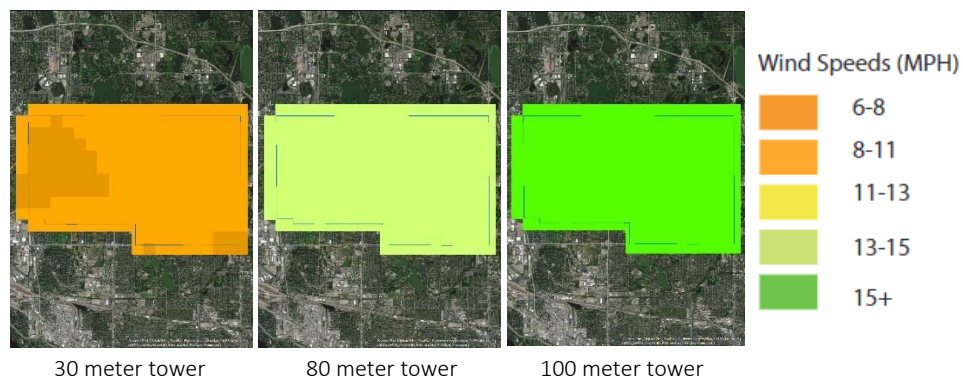 Wind Speeds (MPH)
6-8
8-11
11-13
13-15
15+
30 meter tower
80 meter tower
100 meter tower